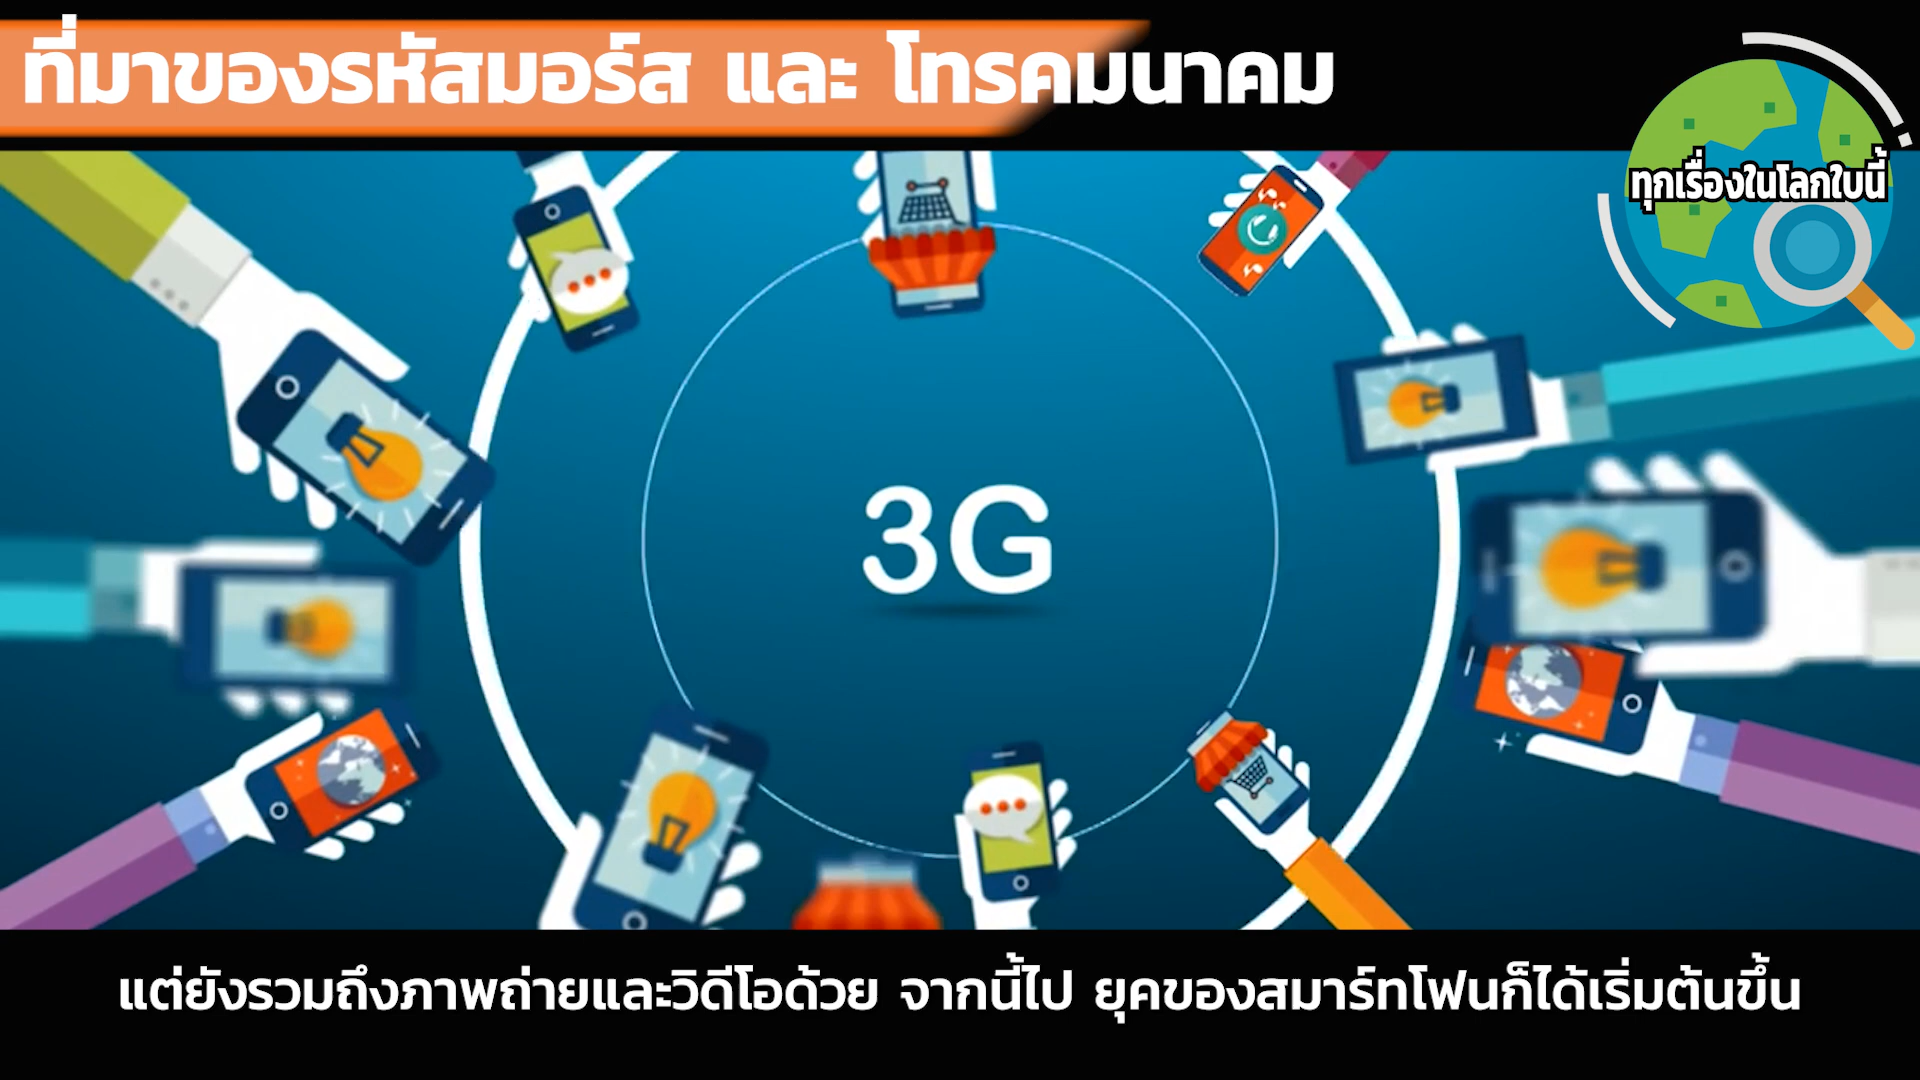 ที่มาของรหัสมอร์ส และ โทรคมนาคม
ทุกเรื่องในโลกใบนี้
3G
แต่ยังรวมถึงภาพถ่ายและวิดีโอด้วย จากนี้ไป ยุคของสมาร์ทโฟนก็ได้เริ่มต้นขึ้น